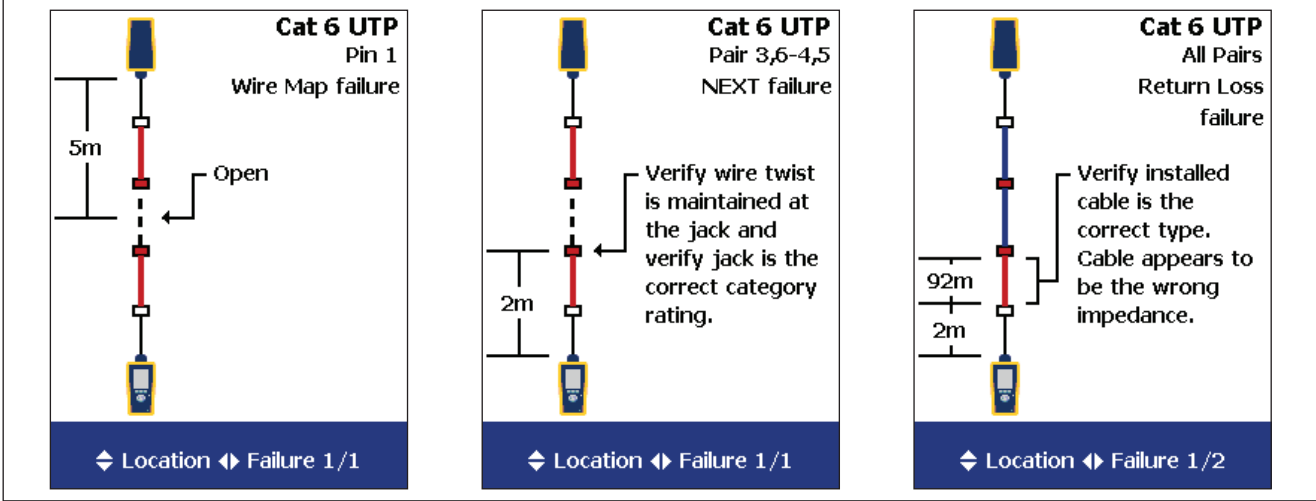 Cat 6 UTP
Pin 1
Wire Map failure
5m
Open
Location Failure 1/1
Cat 6 UTP
Pair 3,6-4,5
NEXT failure
Verify wire twist
is maintained at
the jack and
verify jack is the
correct category
rating.
2m
Location Failure 1/1
Cat 6 UTP
All Pairs
Return Loss
failure
Verify installed
cable is the
correct type.
Cable appears to
be the wrong
impedance.
92m
2m
Location Failure 1/2